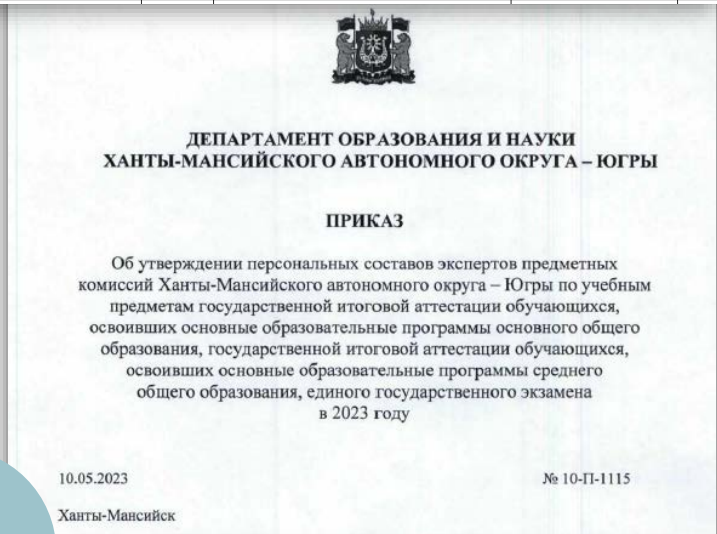 ДЕПАРТАМЕНТ ОБРАЗОВАНИЯ И НАУКИ
ХАНТЫ-МАНСИЙСКОГО АВТОНОМНОГО ОКРУГА – ЮГРЫ
ПРИКАЗ
Об утверждении персональных составов экспертов предметных
комиссий Ханты-Мансийского автономного округа – Югры по учебным
предметам государственной итоговой аттестации обучающихся,
освоивших основные образовательные программы основного общего
образования, государственной итоговой аттестации обучающихся,
освоивших основные образовательные программы среднего
общего образования, единого государственного экзамена
в 2023 году
10.05.2023 № 10-П-1115
Ханты-Мансийск